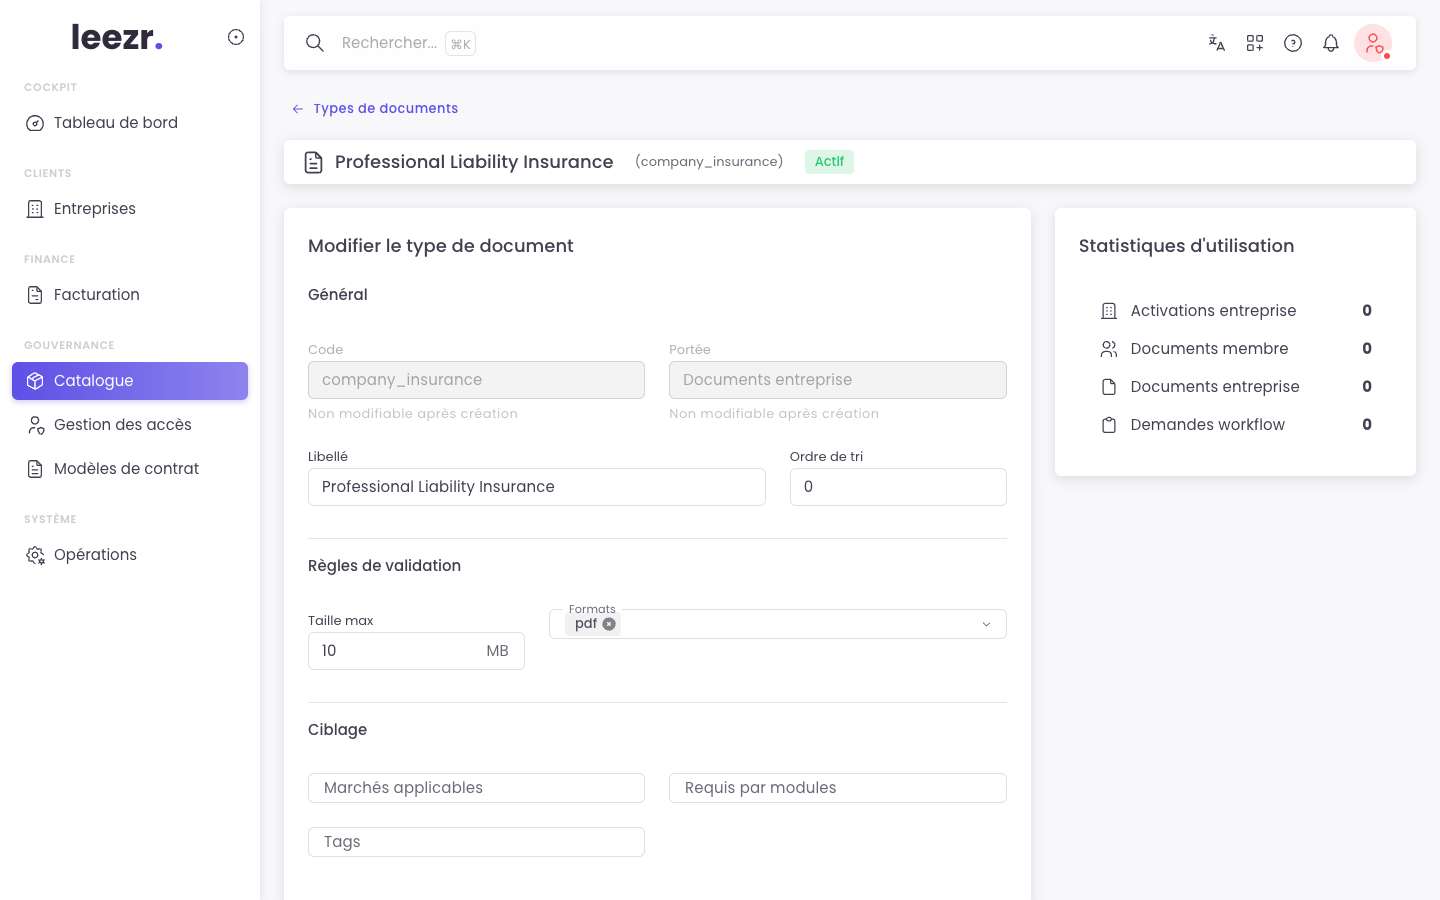 leezr.
Rechercher... ⌘K
COCKPIT
Tableau de bord
CLIENTS
Entreprises
FINANCE
Facturation
GOUVERNANCE
Catalogue
Gestion des accès
Modèles de contrat
SYSTÈME
Opérations
Types de documents
Professional Liability Insurance (company_insurance) Actif
Modifier le type de document
Général
Code
company_insurance
Non modifiable après création
Portée
Documents entreprise
Non modifiable après création
Libellé
Professional Liability Insurance
Ordre de tri
0
Règles de validation
Taille max
10 MB
Formats
pdf
Ciblage
Marchés applicables
Requis par modules
Tags
Statistiques d'utilisation
Activations entreprise 0
Documents membre 0
Documents entreprise 0
Demandes workflow 0